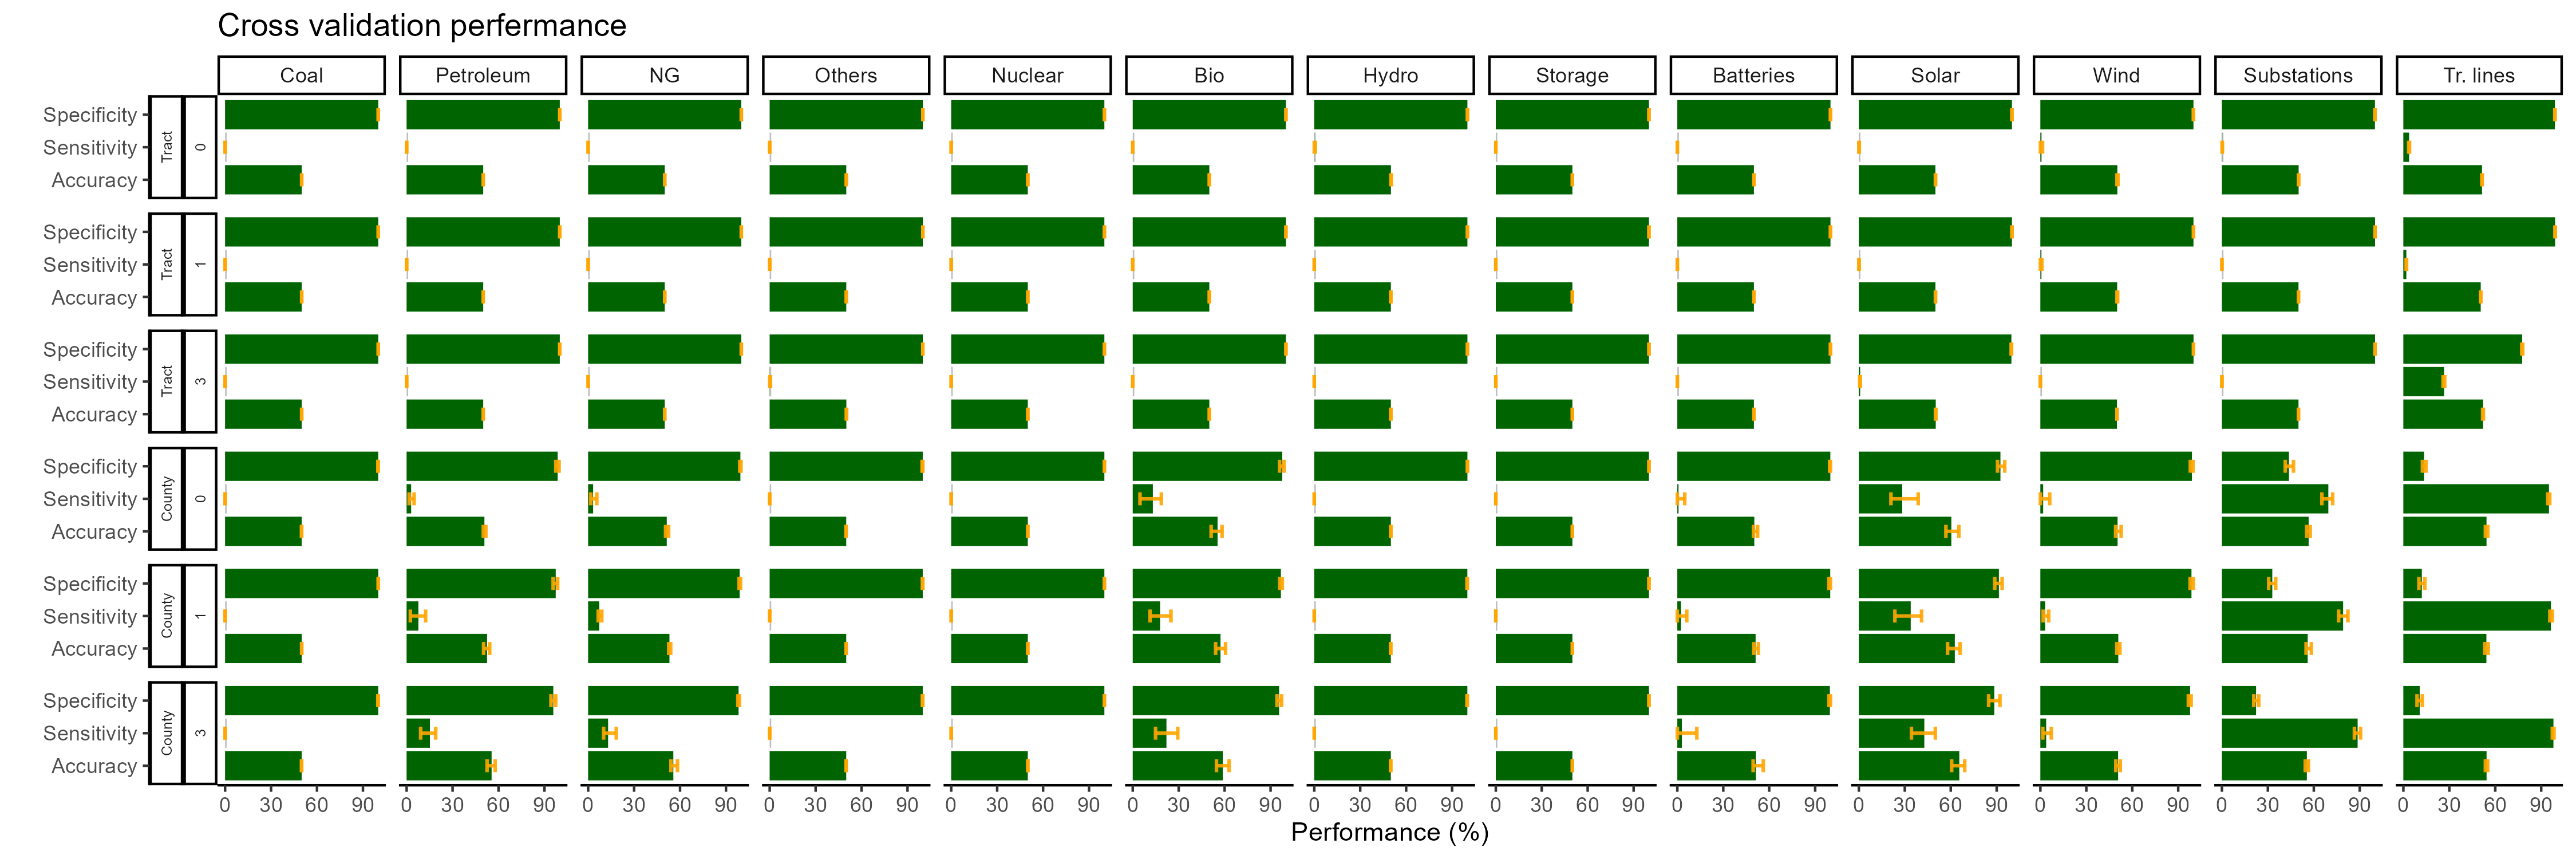 Cross validation perfermance
Coal Petroleum NG Others Nuclear Bio Hydro Storage Batteries Solar Wind Substations Tr. lines
Specificity
Sensitivity
Accuracy
Tract 0
Specificity
Sensitivity
Accuracy
Tract 1
Specificity
Sensitivity
Accuracy
Tract 3
Specificity
Sensitivity
Accuracy
County 0
Specificity
Sensitivity
Accuracy
County 1
Specificity
Sensitivity
Accuracy
County 3
0 30 60 90 0 30 60 90 0 30 60 90 0 30 60 90 0 30 60 90 0 30 60 90 0 30 60 90 0 30 60 90 0 30 60 90 0 30 60 90 0 30 60 90 0 30 60 90 0 30 60 90
Performance (%)